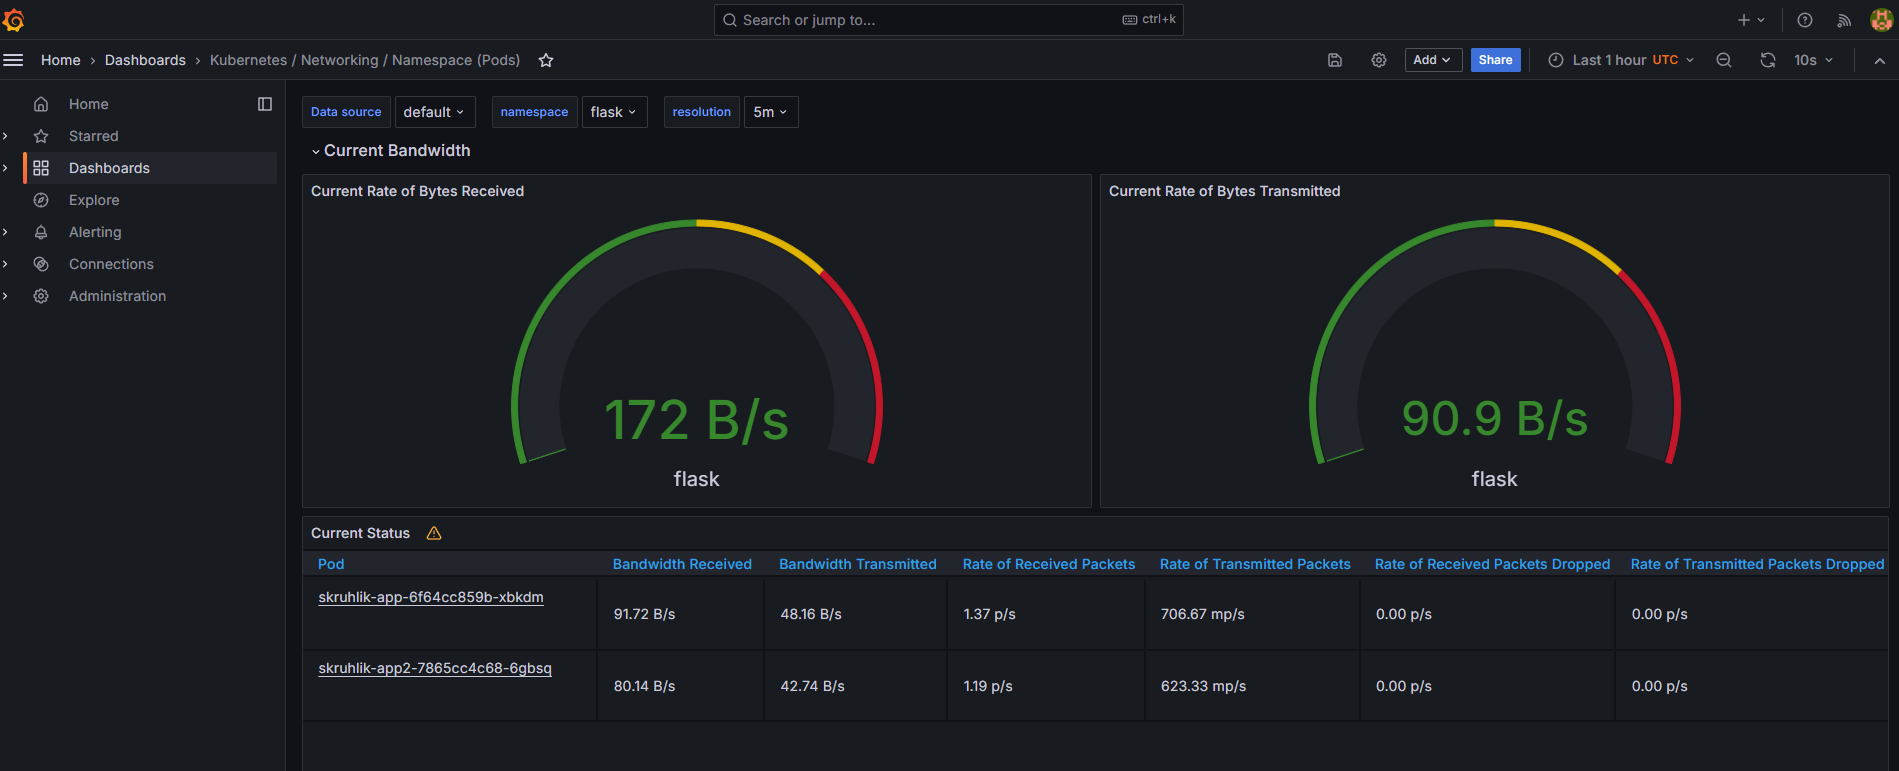 Search or jump to... ctrl+k
Home › Dashboards › Kubernetes / Networking / Namespace (Pods)
Add Share Last 1 hour UTC 10s
Home
Starred
Dashboards
Explore
Alerting
Connections
Administration
Data source default namespace flask resolution 5m
Current Bandwidth
Current Rate of Bytes Received
172 B/s
flask
Current Rate of Bytes Transmitted
90.9 B/s
flask
Current Status
Pod Bandwidth Received Bandwidth Transmitted Rate of Received Packets Rate of Transmitted Packets Rate of Received Packets Dropped Rate of Transmitted Packets Dropped
skruhlik-app-6f64cc859b-xbkdm 91.72 B/s 48.16 B/s 1.37 p/s 706.67 mp/s 0.00 p/s 0.00 p/s
skruhlik-app2-7865cc4c68-6gbsq 80.14 B/s 42.74 B/s 1.19 p/s 623.33 mp/s 0.00 p/s 0.00 p/s